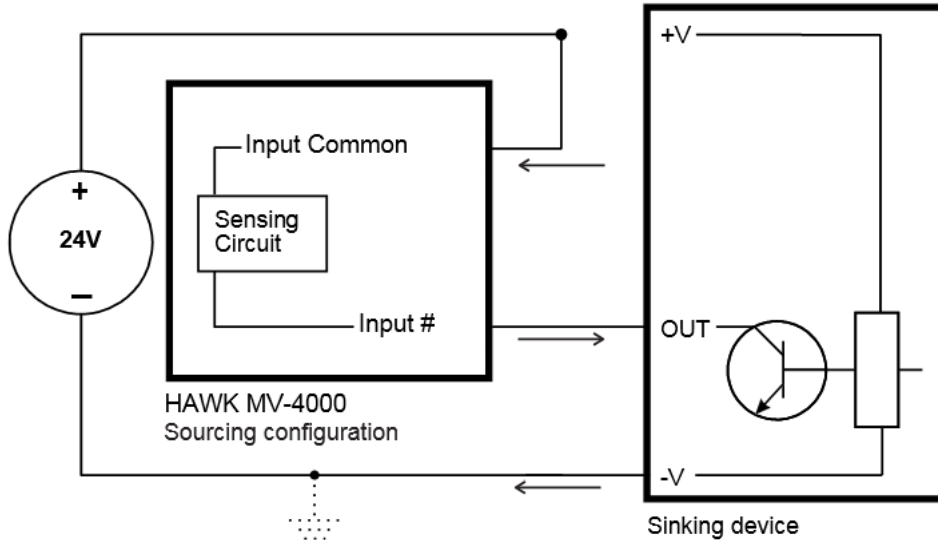 +V
Input Common
+
24V
−
Sensing
Circuit
Input #
OUT
HAWK MV-4000
Sourcing configuration
-V
Sinking device